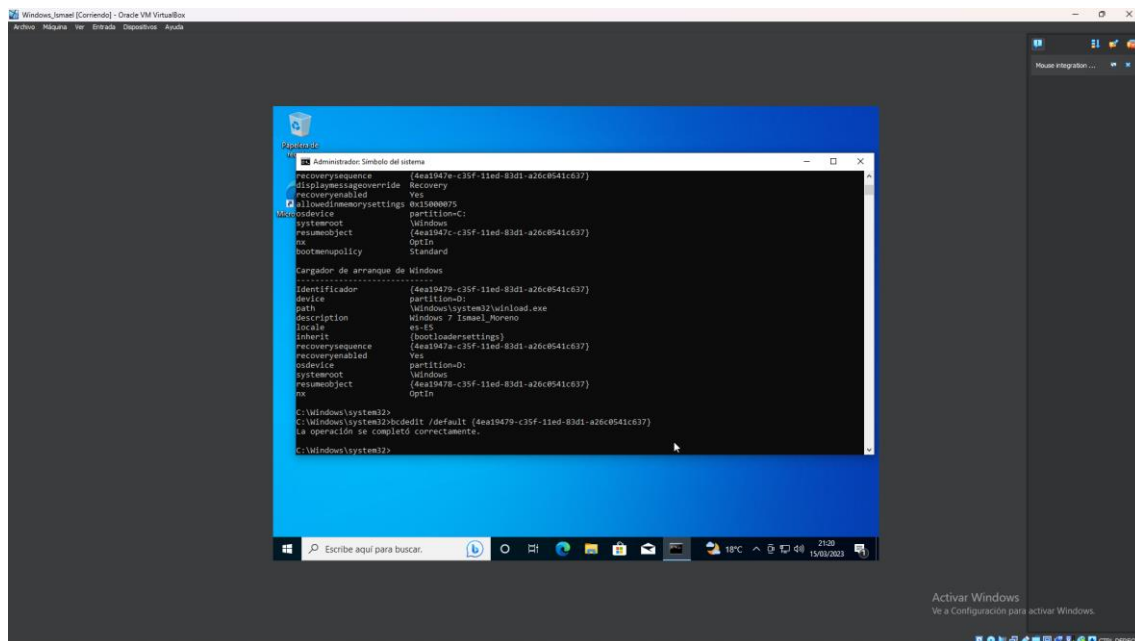 Windows_Ismael [Corriendo] - Oracle VM VirtualBox
Archivo Máquina Ver Entrada Dispositivos Ayuda
Mouse integration ...
Papelera de
Administrador: Símbolo del sistema
recoverysequence {4ea1947e-c35f-11ed-83d1-a26c0541c637}
displaymessageoverride Recovery
recoveryenabled Yes
allowedinmemorysettings 0x15000075
osdevice partition=C:
systemroot \Windows
resumeobject {4ea1947c-c35f-11ed-83d1-a26c0541c637}
nx OptIn
bootmenupolicy Standard
Cargador de arranque de Windows
-----------------------------
Identificador {4ea19479-c35f-11ed-83d1-a26c0541c637}
device partition=D:
path \Windows\system32\winload.exe
description Windows 7 Ismael_Moreno
locale es-ES
inherit {bootloadersettings}
recoverysequence {4ea1947a-c35f-11ed-83d1-a26c0541c637}
recoveryenabled Yes
osdevice partition=D:
systemroot \Windows
resumeobject {4ea19478-c35f-11ed-83d1-a26c0541c637}
nx OptIn
C:\Windows\system32>
C:\Windows\system32>bcdedit /default {4ea19479-c35f-11ed-83d1-a26c0541c637}
La operación se completó correctamente.
C:\Windows\system32>
Escribe aquí para buscar.
18°C
21:20
15/03/2023
Activar Windows
Ve a Configuración para activar Windows.